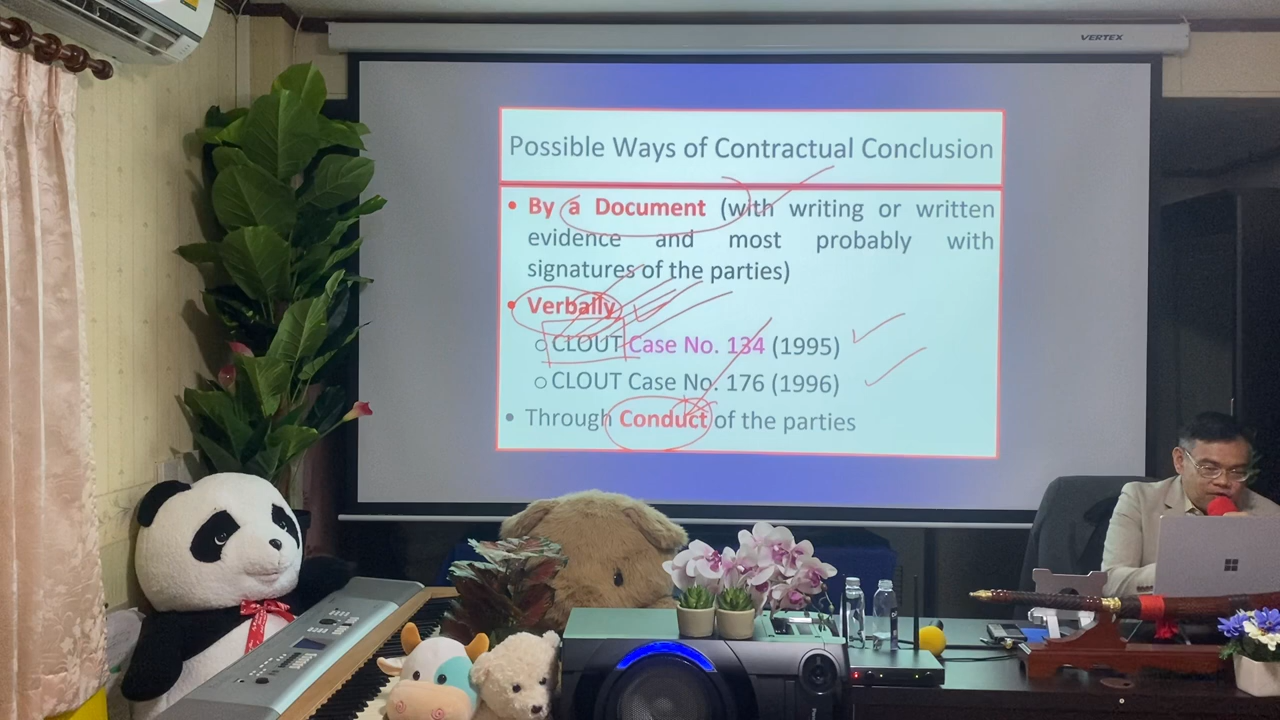 VERTEX
Possible Ways of Contractual Conclusion
• By a Document (with writing or written
evidence and most probably with
signatures of the parties)
• Verbally
○ CLOUT Case No. 134 (1995)
○ CLOUT Case No. 176 (1996)
• Through Conduct of the parties